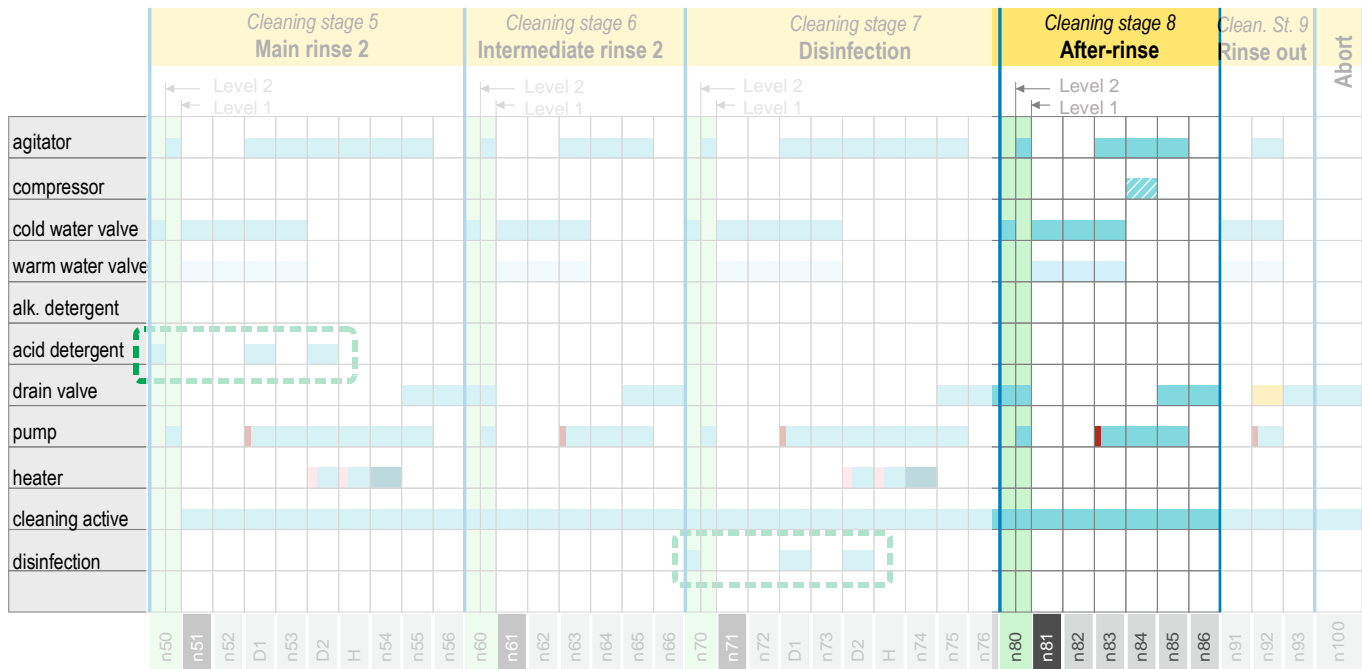 Cleaning stage 5
Main rinse 2
Cleaning stage 6
Intermediate rinse 2
Cleaning stage 7
Disinfection
Cleaning stage 8
After-rinse
Clean. St. 9
Rinse out
Abort
Level 2
Level 1
Level 2
Level 1
Level 2
Level 1
Level 2
Level 1
agitator
compressor
cold water valve
warm water valve
alk. detergent
acid detergent
drain valve
pump
heater
cleaning active
disinfection
n50 n51 n52 D1 n53 D2 H n54 n55 n56 n60 n61 n62 n63 n64 n65 n66 n70 n71 n72 D1 n73 D2 H n74 n75 n76 n80 n81 n82 n83 n84 n85 n86 n91 n92 n93 n100